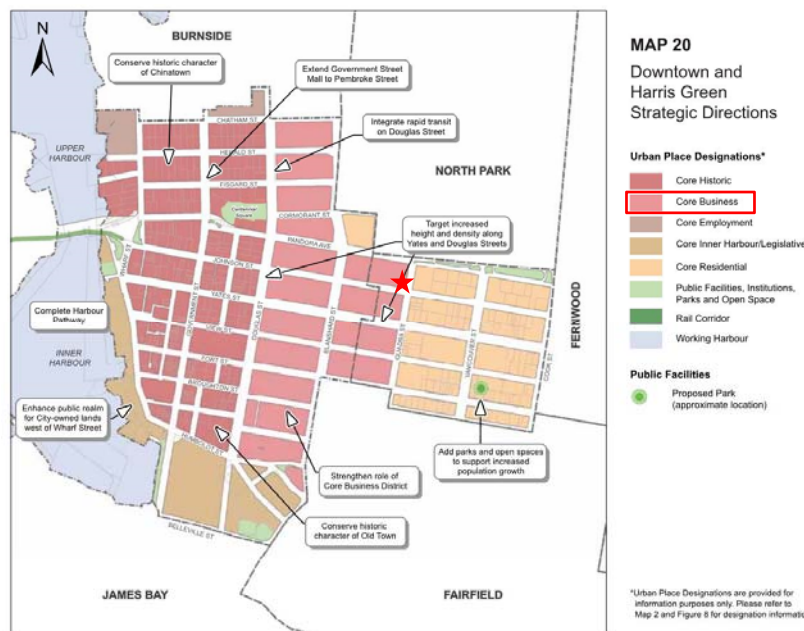 MAP 20
Downtown and
Harris Green
Strategic Directions
Urban Place Designations*
Core Historic
Core Business
Core Employment
Core Inner Harbour/Legislative
Core Residential
Public Facilities, Institutions,
Parks and Open Space
Rail Corridor
Working Harbour
Public Facilities
Proposed Park
(approximate location)
*Urban Place Designations are provided for
information purposes only. Please refer to
Map 2 and Figure 8 for designation informatio
N
BURNSIDE
Conserve historic character
of Chinatown
Extend Government Street
Mall to Pembroke Street
Integrate rapid transit
on Douglas Street
CHATHAM ST
UPPER
HARBOUR
HERALD ST
NORTH PARK
FISGARD ST
Centennial
Square
CORMORANT ST
Target increased
height and density along
Yates and Douglas Streets
PANDORA AVE
JOHNSON ST
WHARF ST
YATES ST
GOVERNMENT ST
DOUGLAS ST
BLANSHARD ST
QUADRA ST
VANCOUVER ST
COOK ST
FERNWOOD
Complete Harbour
Pathway
VIEW ST
FORT ST
INNER
HARBOUR
BROUGHTON ST
Enhance public realm
for City-owned lands
west of Wharf Street
HUMBOLDT ST
Add parks and open spaces
to support increased
population growth
Strengthen role of
Core Business District
Conserve historic
character of Old Town
BELLEVILLE ST
JAMES BAY
FAIRFIELD